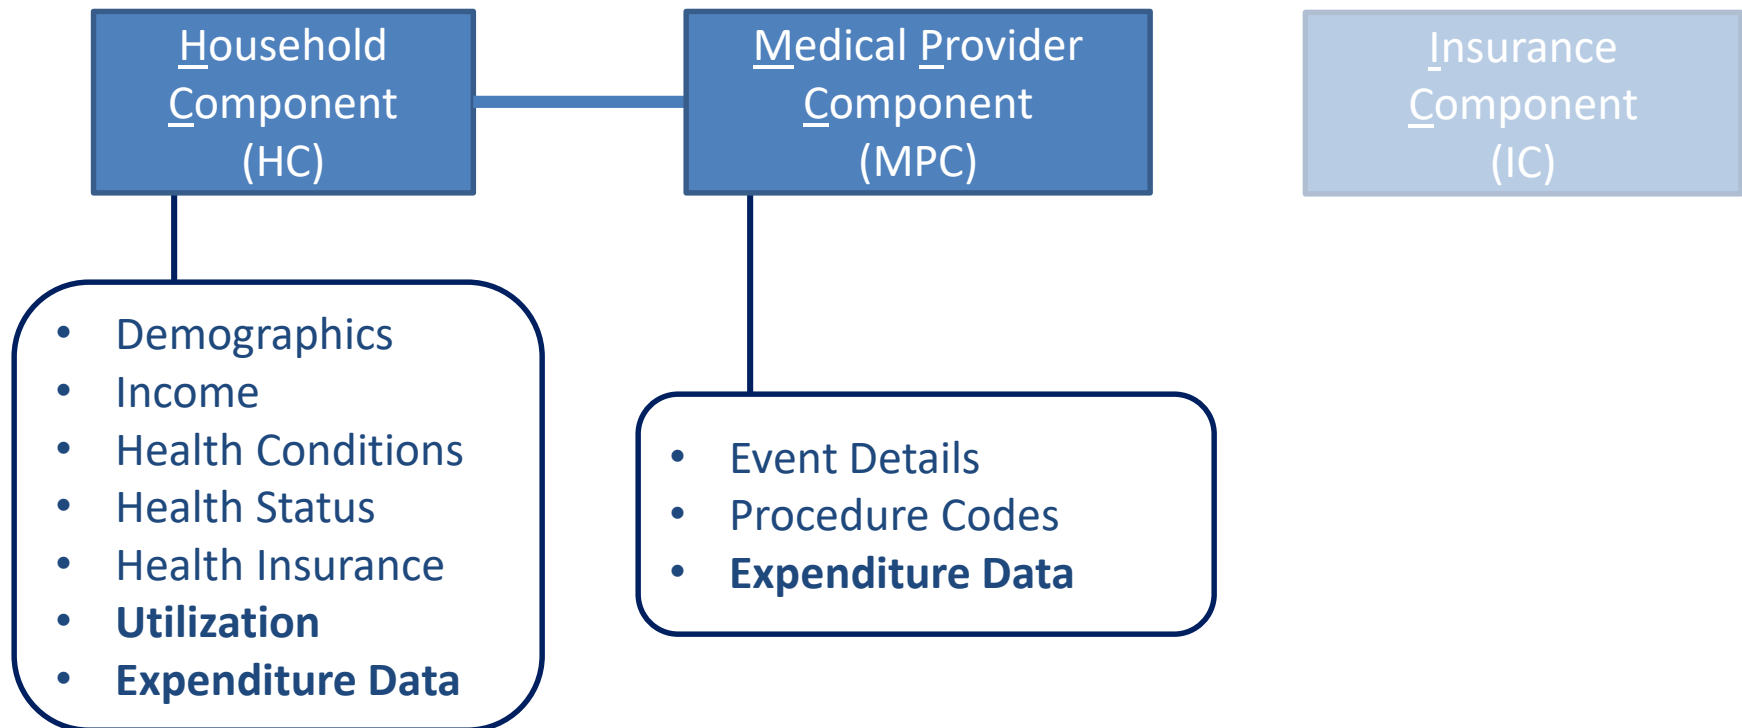 Household
Component
(HC)
Medical Provider
Component
(MPC)
Insurance
Component
(IC)
• Demographics
• Income
• Health Conditions
• Health Status
• Health Insurance
• Utilization
• Expenditure Data
• Event Details
• Procedure Codes
• Expenditure Data